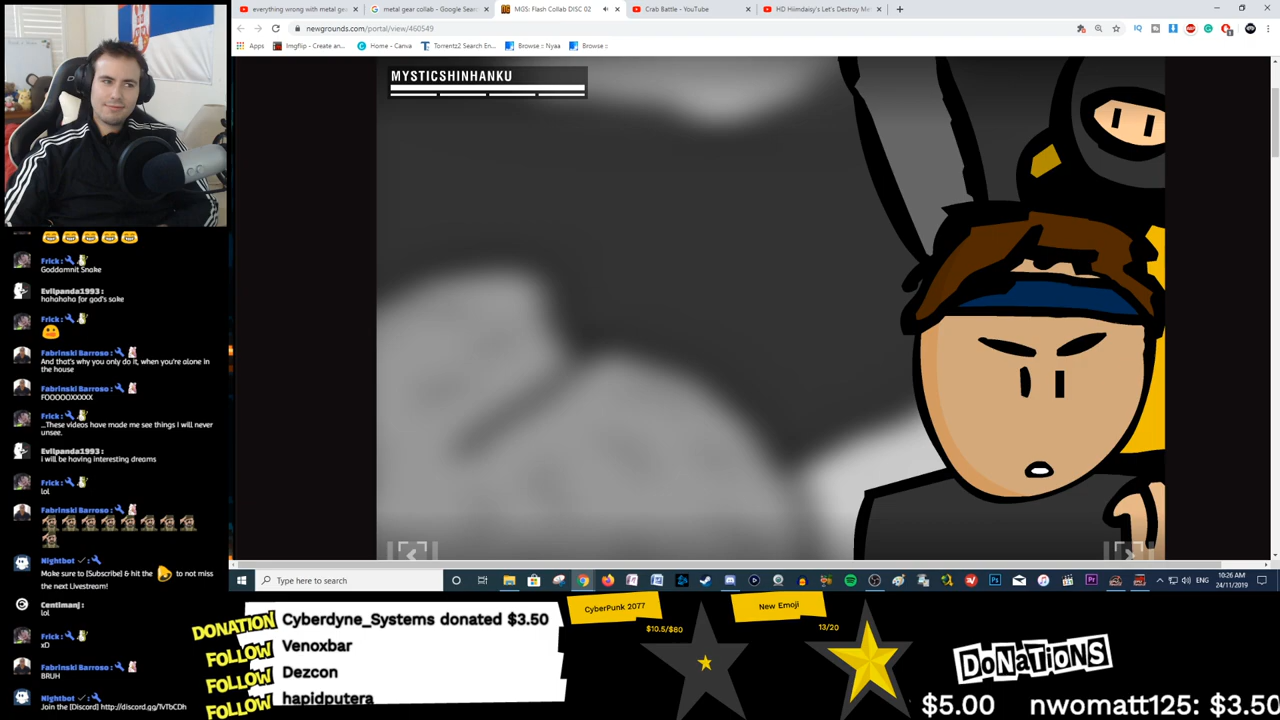 everything wrong with metal gea
metal gear collab - Google Sear
MGS: Flash Collab DISC 02
Crab Battle - YouTube
HD Hiimdaisy's Let's Destroy Me
newgrounds.com/portal/view/460549
Apps
Imgflip - Create an...
Home - Canva
Torrentz2 Search En...
Browse :: Nyaa
Browse ::
MYSTICSHINHANKU
Frick :
Goddamnit Snake
Evilpanda1993 :
hahahaha for god's sake
Frick :
Fabrinski Barroso :
And that's why you only do it, when you're alone in
the house
Fabrinski Barroso :
FOOOOOXXXXX
Frick :
...These videos have made me see things I will never
unsee.
Evilpanda1993 :
i will be having interesting dreams
Frick :
lol
Fabrinski Barroso :
Nightbot :
Make sure to [Subscribe] & hit the to not miss
the next Livestream!
Centimanj :
lol
Frick :
xD
Fabrinski Barroso :
BRUH
Nightbot :
Join the [Discord] http://discord.gg/TvTbCDh
Type here to search
ENG
10:26 AM
24/11/2019
DONATION Cyberdyne_Systems donated $3.50
FOLLOW Venoxbar
FOLLOW Dezcon
FOLLOW hapidputera
CyberPunk 2077
$10.5/$80
New Emoji
13/20
DONATIONS
$5.00 nwomatt125: $3.50